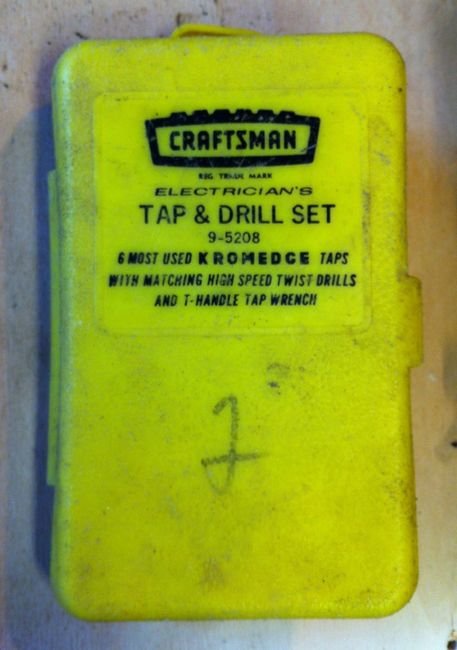 CRAFTSMAN
REG. TRADE MARK
ELECTRICIAN'S
TAP & DRILL SET
9-5208
6 MOST USED KROMEDGE TAPS
WITH MATCHING HIGH SPEED TWIST DRILLS
AND T-HANDLE TAP WRENCH